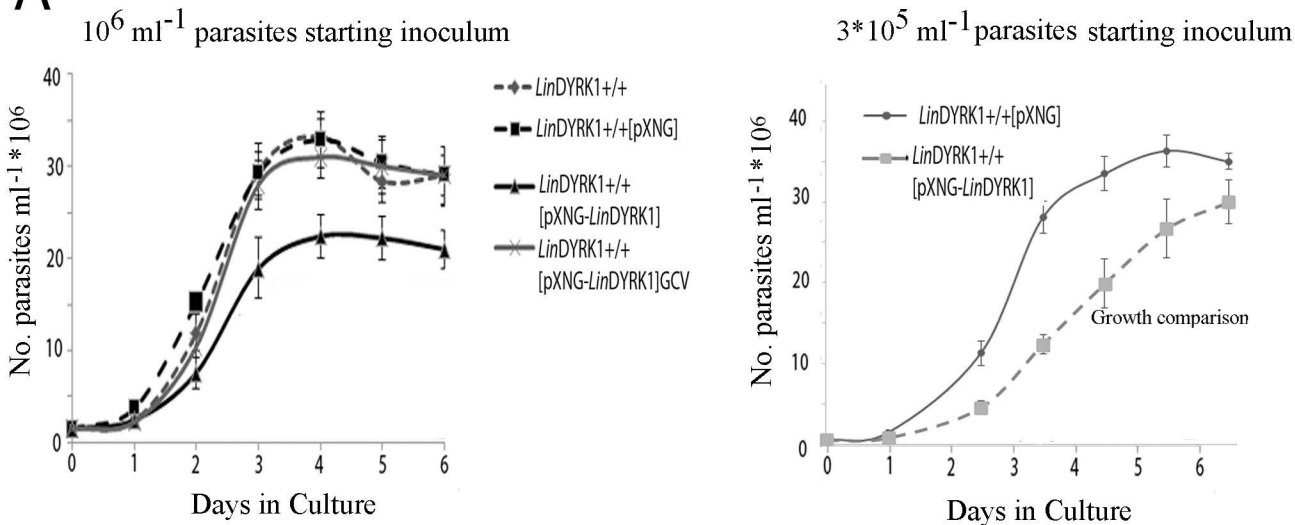 A
10⁶ ml⁻¹ parasites starting inoculum
No. parasites ml⁻¹*10⁶
40
30
20
10
0
0 1 2 3 4 5 6
Days in Culture
LinDYRK1+/+
LinDYRK1+/+[pXNG]
LinDYRK1+/+
[pXNG-LinDYRK1]
LinDYRK1+/+
[pXNG-LinDYRK1]GCV
3*10⁵ ml⁻¹ parasites starting inoculum
No. parasites ml⁻¹*10⁶
40
30
20
10
0
0 1 2 3 4 5 6
Days in Culture
LinDYRK1+/+[pXNG]
LinDYRK1+/+
[pXNG-LinDYRK1]
Growth comparison